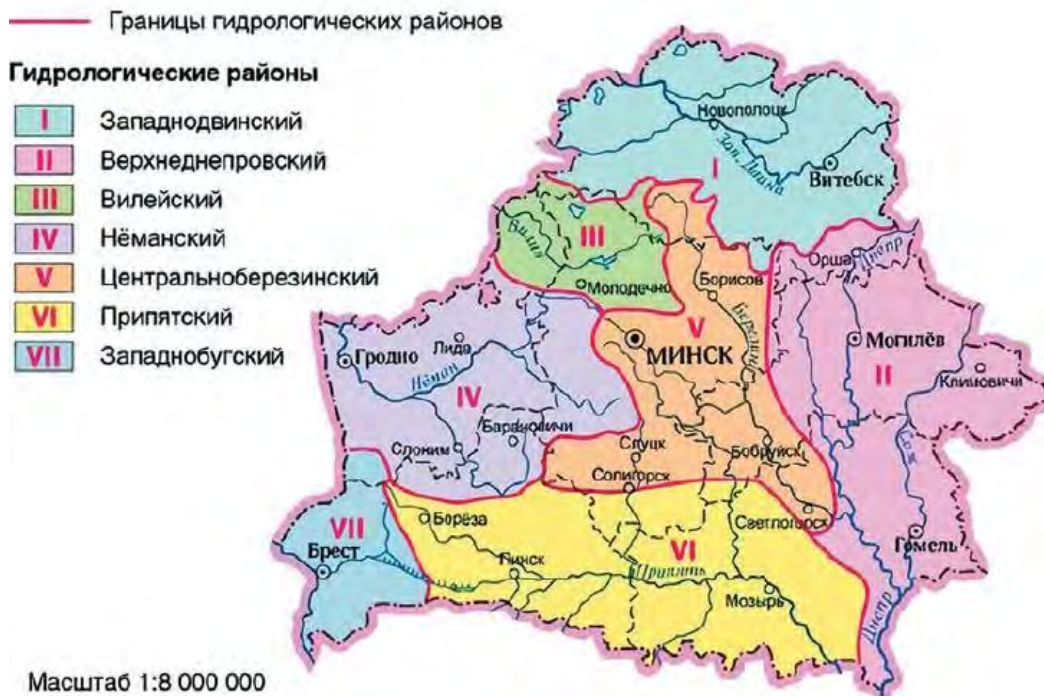 Границы гидрологических районов
Гидрологические районы
I Западнодвинский
II Верхнеднепровский
III Вилейский
IV Нёманский
V Центральноберезинский
VI Припятский
VII Западнобугский
Новополоцк
Зап. Двина
Витебск
I
Вилия
III
Молодечно
Орша
Днепр
Борисов
Березина
V
МИНСК
Могилёв
II
Климовичи
Гродно
Лида
Нёман
IV
Барановичи
Слоним
Слуцк
Бобруйск
Сож
Солигорск
Светлогорск
Гомель
VII
Брест
Берёза
Пинск
VI
Припять
Мозырь
Днепр
Масштаб 1:8 000 000